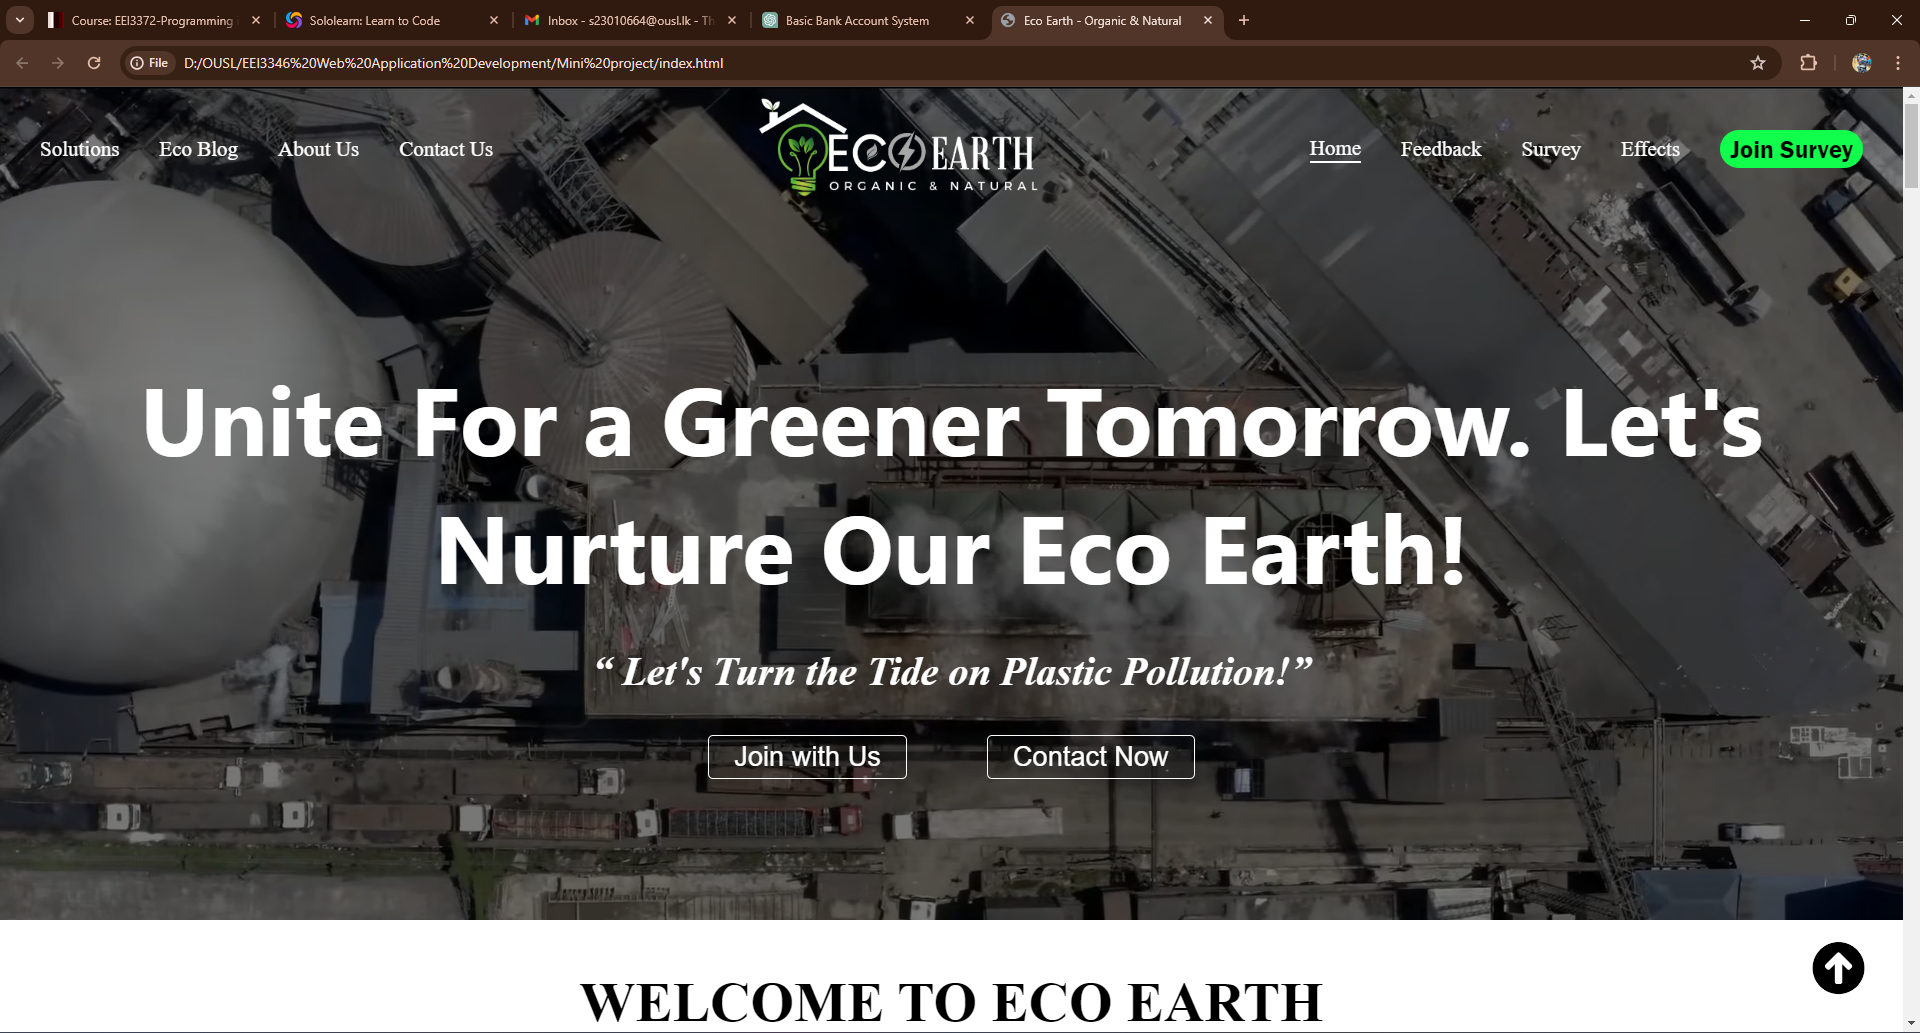 Course: EEI3372-Programming
Sololearn: Learn to Code
Inbox - s23010664@ousl.lk - Th
Basic Bank Account System
Eco Earth - Organic & Natural
File
D:/OUSL/EEI3346%20Web%20Application%20Development/Mini%20project/index.html
Solutions
Eco Blog
About Us
Contact Us
ECO EARTH
ORGANIC & NATURAL
Home
Feedback
Survey
Effects
Join Survey
Unite For a Greener Tomorrow. Let's
Nurture Our Eco Earth!
“ Let's Turn the Tide on Plastic Pollution!”
Join with Us
Contact Now
WELCOME TO ECO EARTH